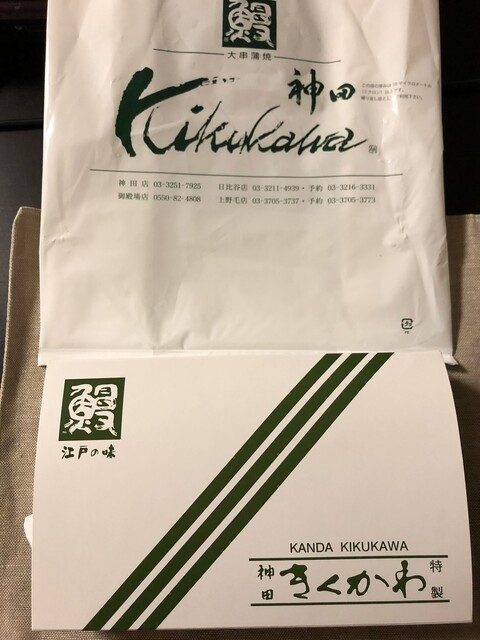 鰻
大串蒲焼
神田
Kikukawa
神田店 03-3251-7925 日比谷店 03-3211-4939・予約 03-3216-3331
御殿場店 0550-82-4808 上野毛店 03-3705-3737・予約 03-3705-3773
鰻
江戸の味
KANDA KIKUKAWA
神田 きくかわ 特製